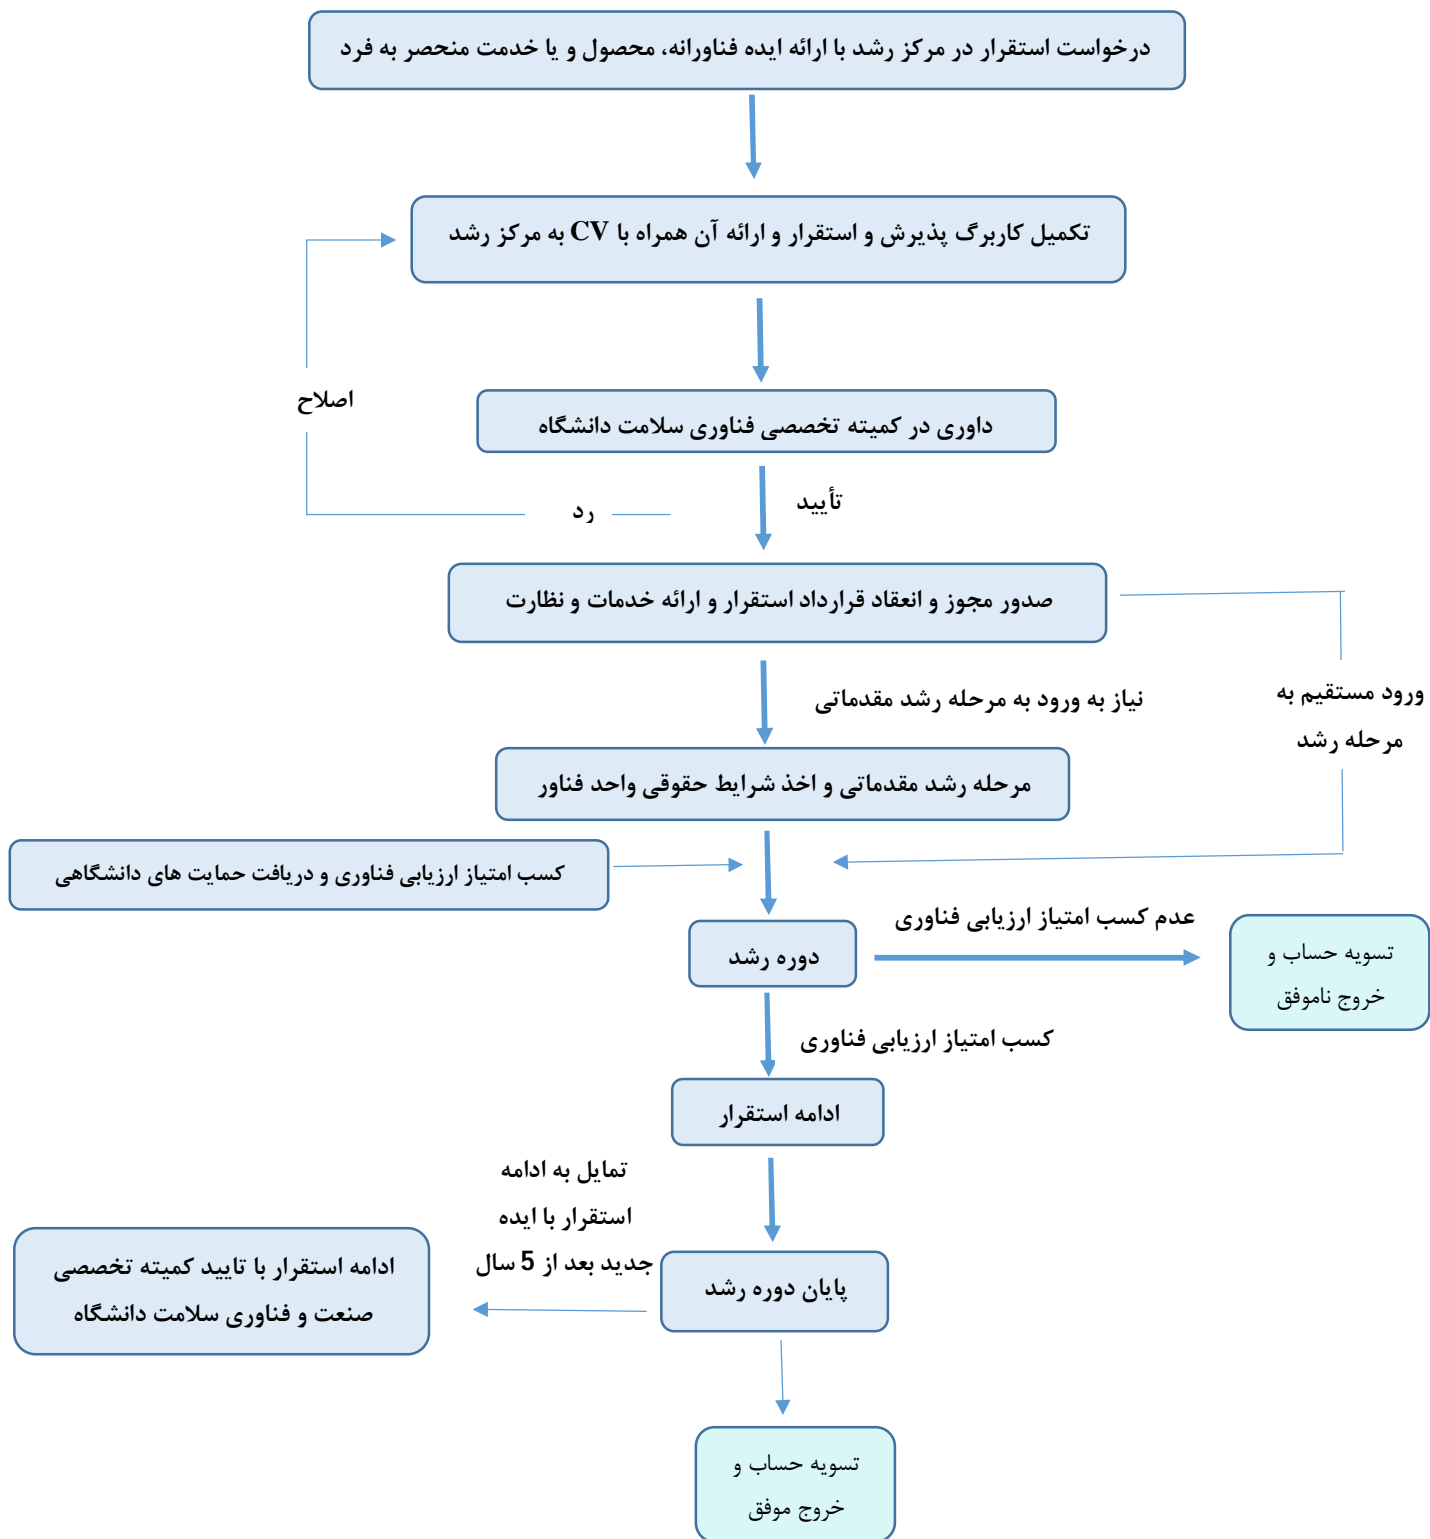 درخواست استقرار در مرکز رشد با ارائه ایده فناورانه، محصول و یا خدمت منحصر به فرد
تکمیل کاربرگ پذیرش و استقرار و ارائه آن همراه با CV به مرکز رشد
اصلاح
داوری در کمیته تخصصی فناوری سلامت دانشگاه
تأیید
رد
صدور مجوز و انعقاد قرارداد استقرار و ارائه خدمات و نظارت
نیاز به ورود به مرحله رشد مقدماتی
ورود مستقیم به
مرحله رشد
مرحله رشد مقدماتی و اخذ شرایط حقوقی واحد فناور
کسب امتیاز ارزیابی فناوری و دریافت حمایت های دانشگاهی
عدم کسب امتیاز ارزیابی فناوری
دوره رشد
تسویه حساب و
خروج ناموفق
کسب امتیاز ارزیابی فناوری
ادامه استقرار
تمایل به ادامه
استقرار با ایده
جدید بعد از 5 سال
پایان دوره رشد
ادامه استقرار با تایید کمیته تخصصی
صنعت و فناوری سلامت دانشگاه
تسویه حساب و
خروج موفق